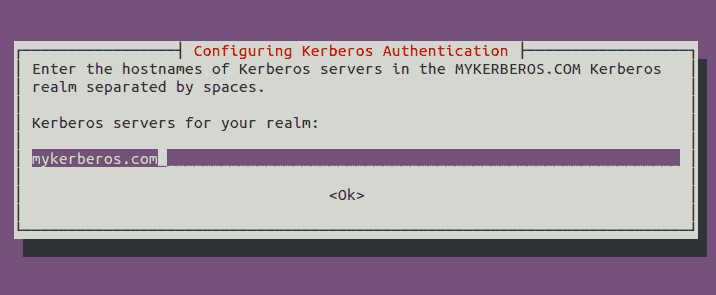 Configuring Kerberos Authentication
Enter the hostnames of Kerberos servers in the MYKERBEROS.COM Kerberos
realm separated by spaces.
Kerberos servers for your realm:
mykerberos.com
<Ok>